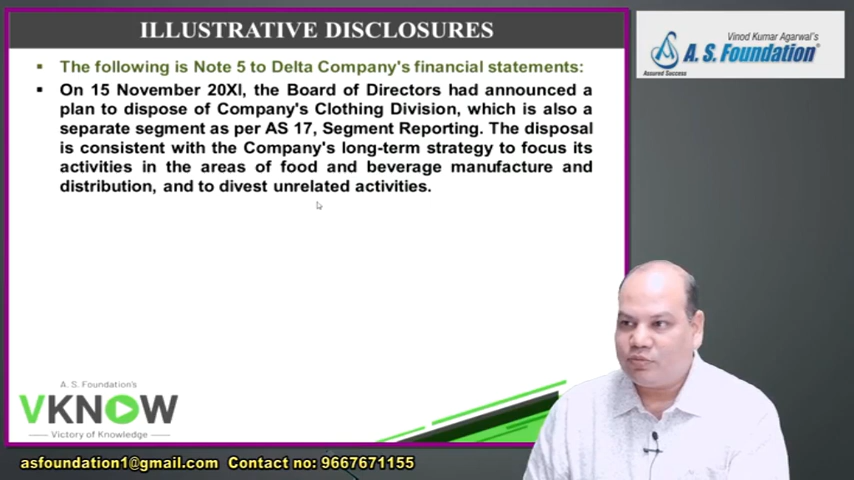 ILLUSTRATIVE DISCLOSURES
Vinod Kumar Agarwal's
A. S. Foundation®
Assured Success
▪ The following is Note 5 to Delta Company's financial statements:
▪ On 15 November 20XI, the Board of Directors had announced a
plan to dispose of Company's Clothing Division, which is also a
separate segment as per AS 17, Segment Reporting. The disposal
is consistent with the Company's long-term strategy to focus its
activities in the areas of food and beverage manufacture and
distribution, and to divest unrelated activities.
A. S. Foundation's
VKNOW
Victory of Knowledge
asfoundation1@gmail.com Contact no: 9667671155